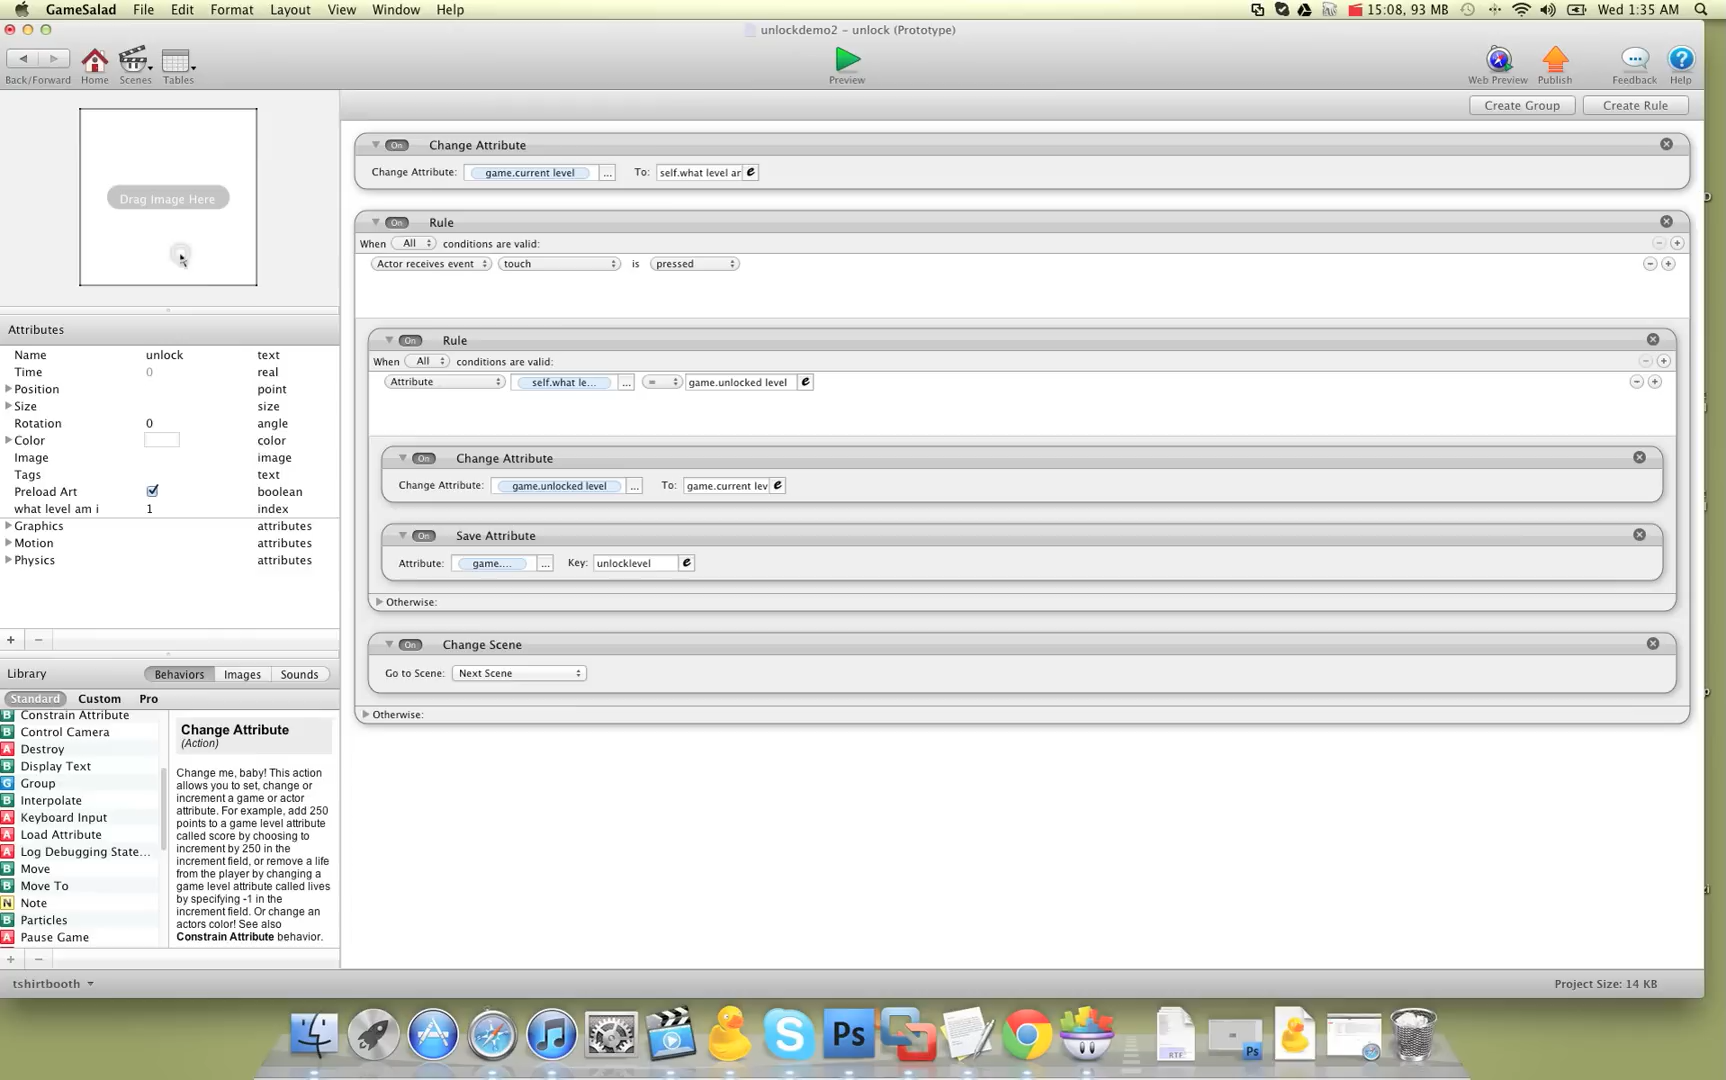 GameSalad File Edit Format Layout View Window Help
15:08, 93 MB Wed 1:35 AM
unlockdemo2 – unlock (Prototype)
Back/Forward Home Scenes Tables Preview Web Preview Publish Feedback Help
Create Group Create Rule
Drag Image Here
On Change Attribute
Change Attribute: game.current level ... To: self.what level ar e
On Rule
When All conditions are valid:
Actor receives event touch is pressed
On Rule
When All conditions are valid:
Attribute self.what le... ... = game.unlocked level e
On Change Attribute
Change Attribute: game.unlocked level ... To: game.current lev e
On Save Attribute
Attribute: game.... ... Key: unlocklevel e
Otherwise:
On Change Scene
Go to Scene: Next Scene
Otherwise:
Attributes
Name unlock text
Time 0 real
Position point
Size size
Rotation 0 angle
Color color
Image image
Tags text
Preload Art boolean
what level am i 1 index
Graphics attributes
Motion attributes
Physics attributes
Library Behaviors Images Sounds
Standard Custom Pro
B Constrain Attribute
B Control Camera
A Destroy
B Display Text
G Group
B Interpolate
A Keyboard Input
A Load Attribute
A Log Debugging State...
B Move
B Move To
N Note
B Particles
A Pause Game
Change Attribute
(Action)
Change me, baby! This action
allows you to set, change or
increment a game or actor
attribute. For example, add 250
points to a game level attribute
called score by choosing to
increment by 250 in the
increment field, or remove a life
from the player by changing a
game level attribute called lives
by specifying -1 in the
increment field. Or change an
actors color! See also
Constrain Attribute behavior.
tshirtbooth
Project Size: 14 KB
Ps
RTF
Ps